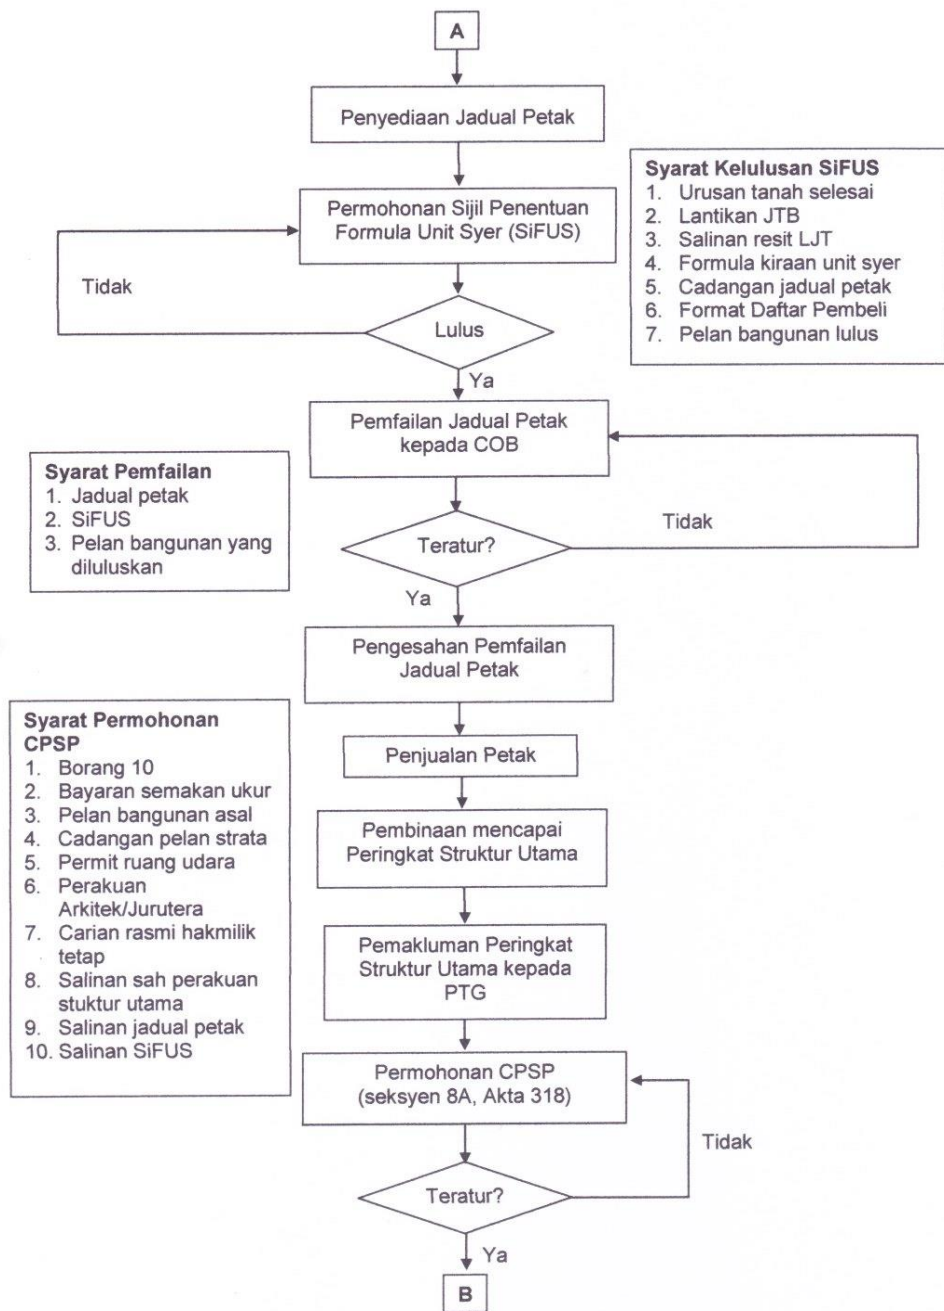 A
Penyediaan Jadual Petak
Permohonan Sijil Penentuan
Formula Unit Syer (SiFUS)
Tidak
Lulus
Ya
Syarat Kelulusan SiFUS
1. Urusan tanah selesai
2. Lantikan JTB
3. Salinan resit LJT
4. Formula kiraan unit syer
5. Cadangan jadual petak
6. Format Daftar Pembeli
7. Pelan bangunan lulus
Pemfailan Jadual Petak
kepada COB
Syarat Pemfailan
1. Jadual petak
2. SiFUS
3. Pelan bangunan yang
diluluskan
Teratur?
Tidak
Ya
Pengesahan Pemfailan
Jadual Petak
Penjualan Petak
Pembinaan mencapai
Peringkat Struktur Utama
Pemakluman Peringkat
Struktur Utama kepada
PTG
Syarat Permohonan
CPSP
1. Borang 10
2. Bayaran semakan ukur
3. Pelan bangunan asal
4. Cadangan pelan strata
5. Permit ruang udara
6. Perakuan
Arkitek/Jurutera
7. Carian rasmi hakmilik
tetap
8. Salinan sah perakuan
stuktur utama
9. Salinan jadual petak
10. Salinan SiFUS
Permohonan CPSP
(seksyen 8A, Akta 318)
Tidak
Teratur?
Ya
B